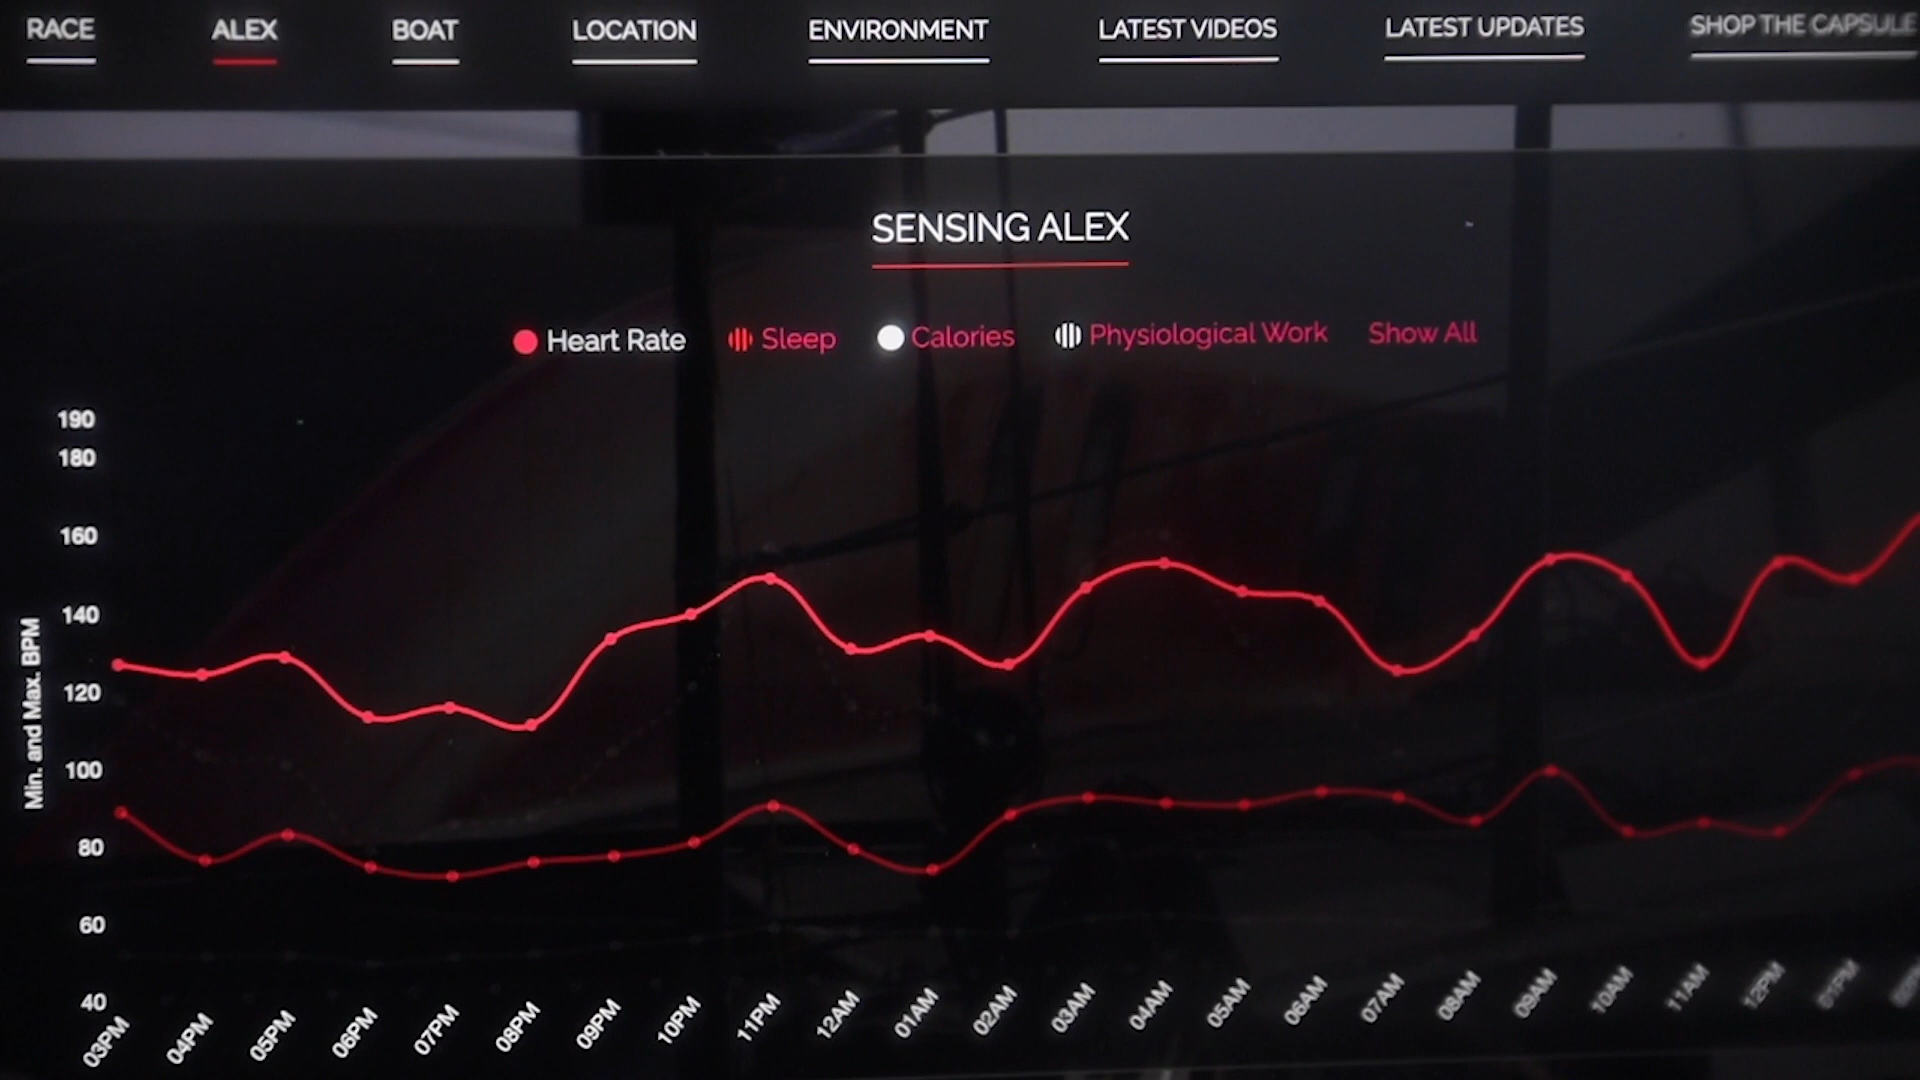 RACE ALEX BOAT LOCATION ENVIRONMENT LATEST VIDEOS LATEST UPDATES SHOP THE CAPSULE
SENSING ALEX
Heart Rate Sleep Calories Physiological Work Show All
190
180
160
140
120
100
80
60
40
Min. and Max. BPM
03PM 04PM 05PM 06PM 07PM 08PM 09PM 10PM 11PM 12AM 01AM 02AM 03AM 04AM 05AM 06AM 07AM 08AM 09AM 10AM 11AM 12PM 01PM